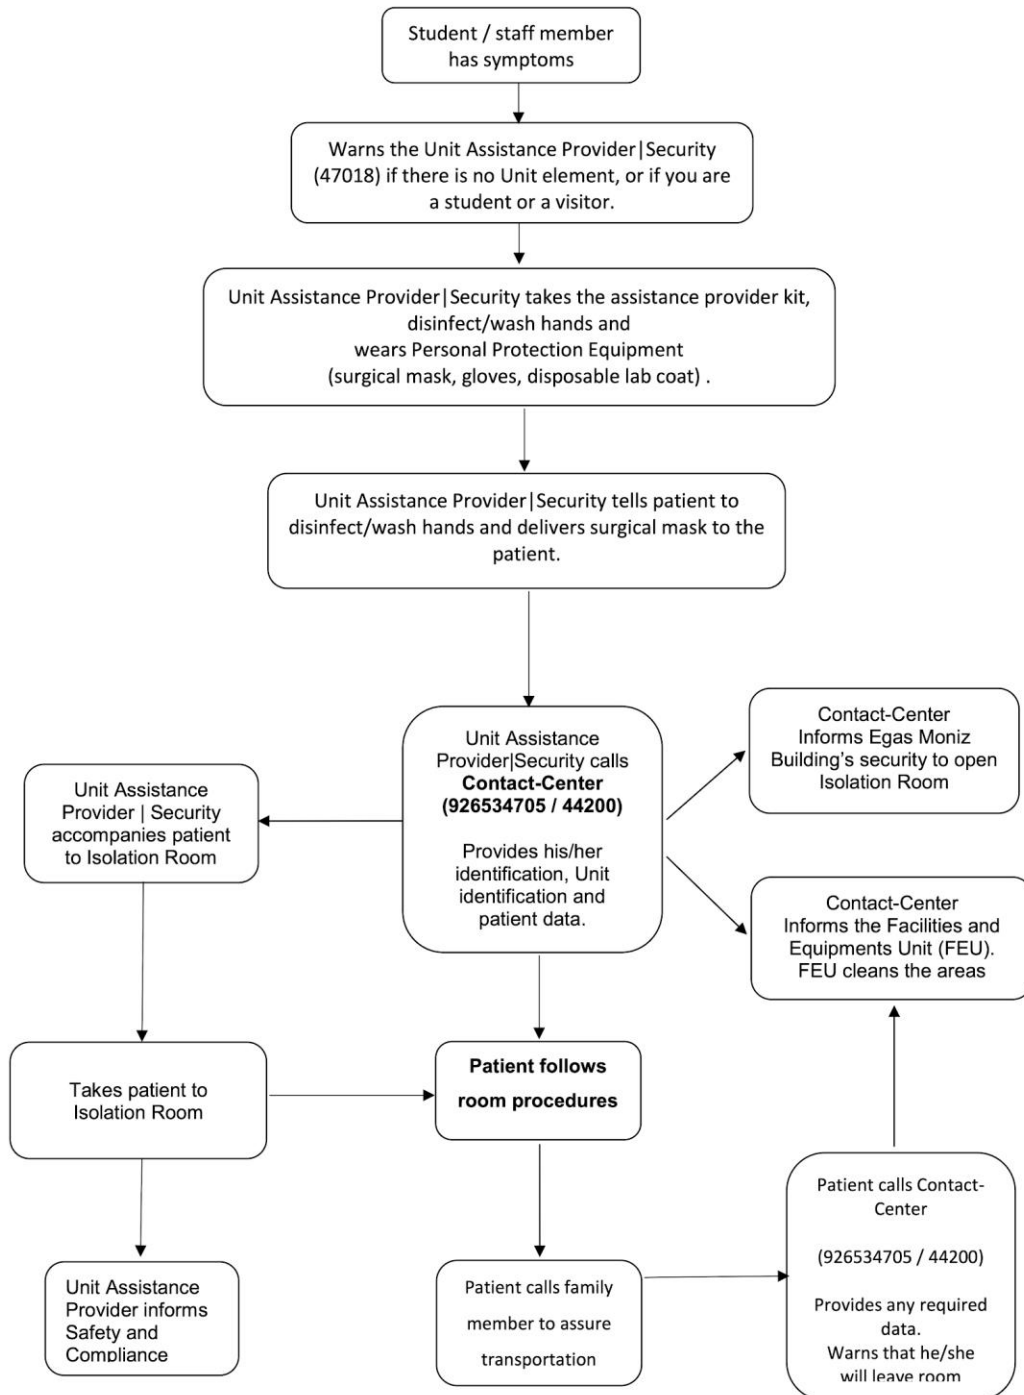 Student / staff member
has symptoms
Warns the Unit Assistance Provider|Security
(47018) if there is no Unit element, or if you are
a student or a visitor.
Unit Assistance Provider|Security takes the assistance provider kit,
disinfect/wash hands and
wears Personal Protection Equipment
(surgical mask, gloves, disposable lab coat) .
Unit Assistance Provider|Security tells patient to
disinfect/wash hands and delivers surgical mask to the
patient.
Unit Assistance
Provider|Security calls
Contact-Center
(926534705 / 44200)
Provides his/her
identification, Unit
identification and
patient data.
Contact-Center
Informs Egas Moniz
Building’s security to open
Isolation Room
Unit Assistance
Provider | Security
accompanies patient
to Isolation Room
Contact-Center
Informs the Facilities and
Equipments Unit (FEU).
FEU cleans the areas
Takes patient to
Isolation Room
Patient follows
room procedures
Unit Assistance
Provider informs
Safety and
Compliance
Patient calls family
member to assure
transportation
Patient calls Contact-
Center
(926534705 / 44200)
Provides any required
data.
Warns that he/she
will leave room